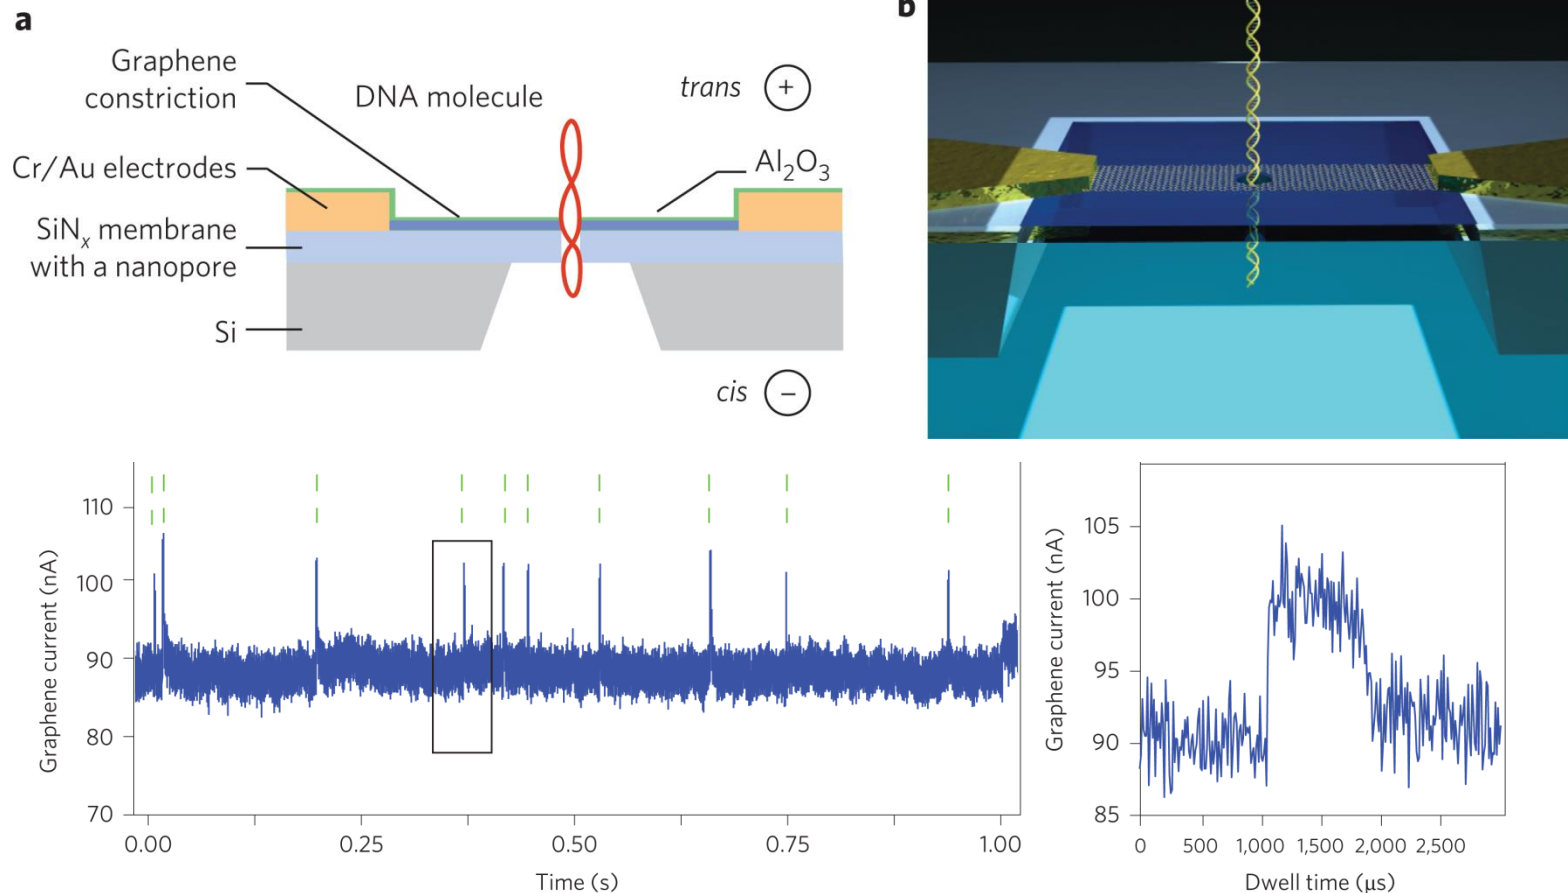 a
b
Graphene
constriction
DNA molecule
trans +
Cr/Au electrodes
Al₂O₃
SiNₓ membrane
with a nanopore
Si
cis –
Graphene current (nA)
110
100
90
80
70
0.00 0.25 0.50 0.75 1.00
Time (s)
Graphene current (nA)
105
100
95
90
85
0 500 1,000 1,500 2,000 2,500
Dwell time (μs)